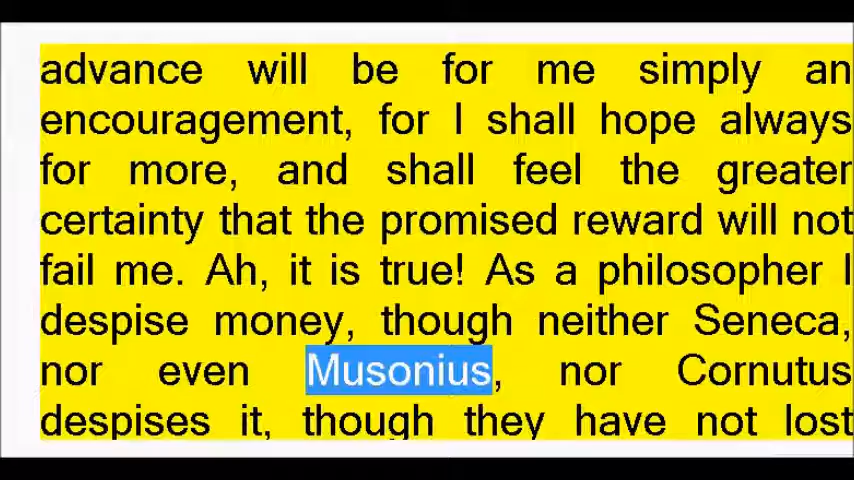 advance will be for me simply an
encouragement, for I shall hope always
for more, and shall feel the greater
certainty that the promised reward will not
fail me. Ah, it is true! As a philosopher I
despise money, though neither Seneca,
nor even Musonius, nor Cornutus
despises it, though they have not lost